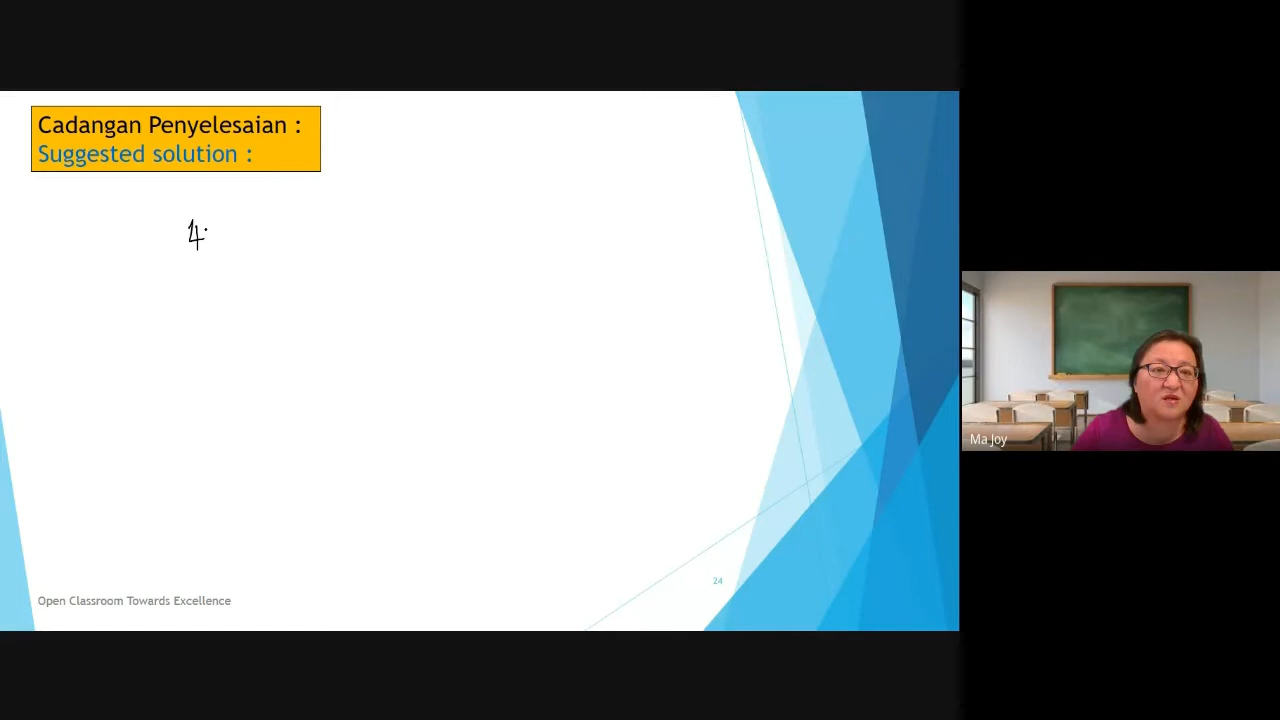 Cadangan Penyelesaian :
Suggested solution :
4.
24
Open Classroom Towards Excellence
Ma Joy